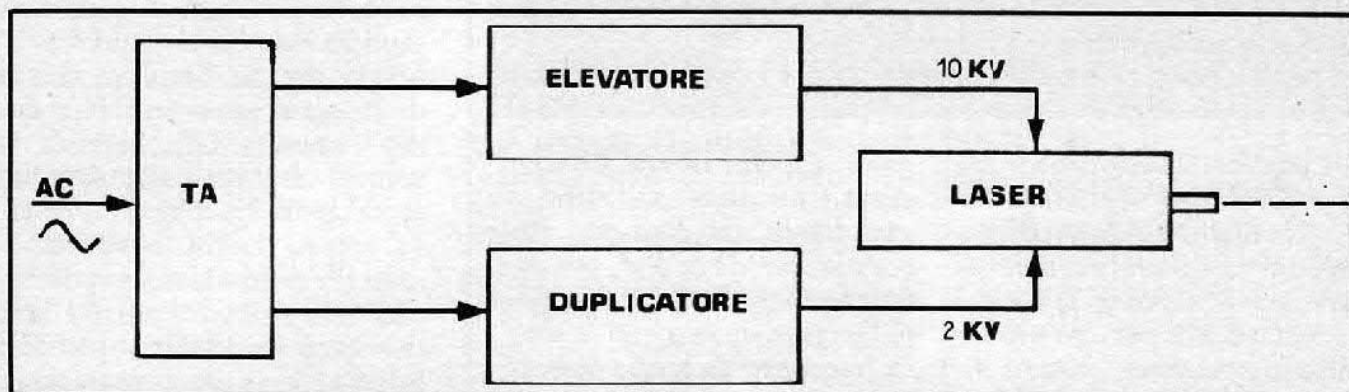 ELEVATORE
10 KV
AC
TA
LASER
DUPLICATORE
2 KV